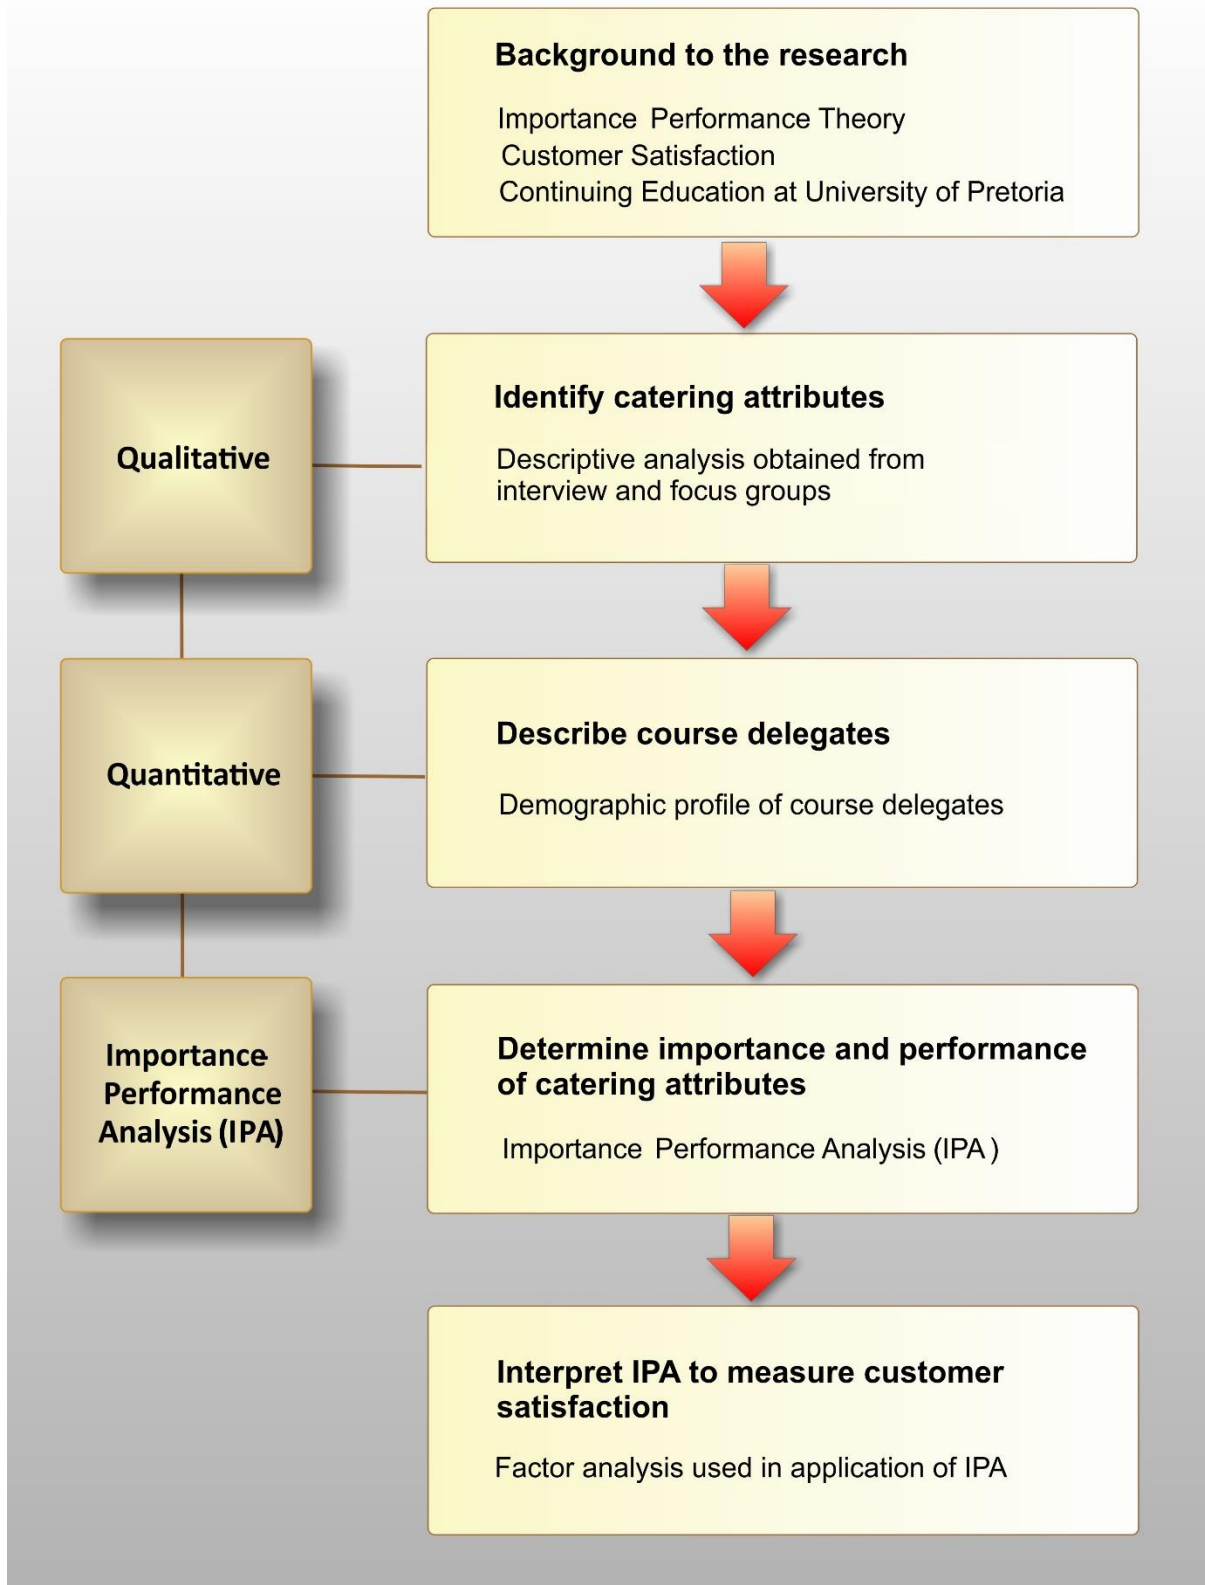 Background to the research
Importance Performance Theory
Customer Satisfaction
Continuing Education at University of Pretoria
Qualitative
Identify catering attributes
Descriptive analysis obtained from
interview and focus groups
Quantitative
Describe course delegates
Demographic profile of course delegates
Importance-
Performance
Analysis (IPA)
Determine importance and performance
of catering attributes
Importance Performance Analysis (IPA )
Interpret IPA to measure customer
satisfaction
Factor analysis used in application of IPA